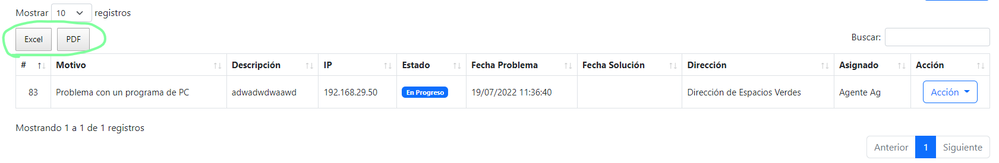 Mostrar 10 registros
Excel PDF Buscar:
# Motivo Descripción IP Estado Fecha Problema Fecha Solución Dirección Asignado Acción
83 Problema con un programa de PC adwadwdwaawd 192.168.29.50 En Progreso 19/07/2022 11:36:40 Dirección de Espacios Verdes Agente Ag Acción
Mostrando 1 a 1 de 1 registros
Anterior 1 Siguiente